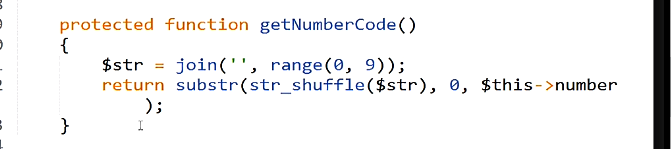 protected function getNumberCode()
{
$str = join('', range(0, 9));
return substr(str_shuffle($str), 0, $this->number
);
}